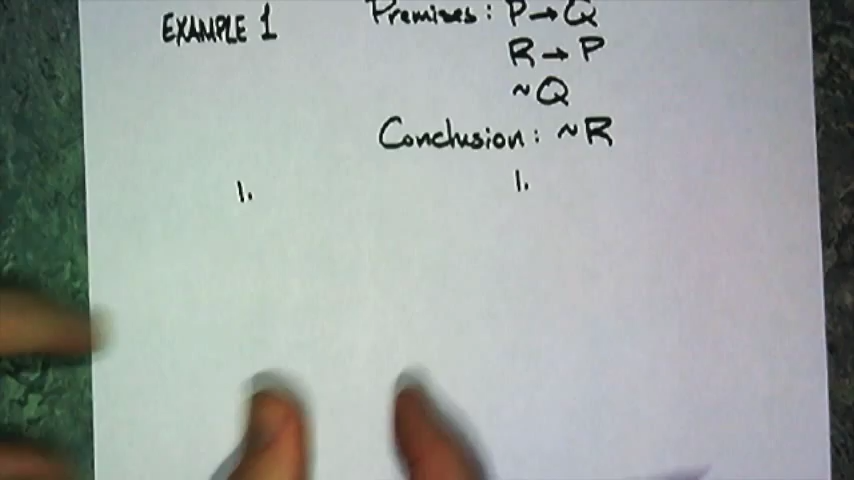 EXAMPLE 1
Premises: P→Q
R→P
~Q
Conclusion: ~R
1. 1.